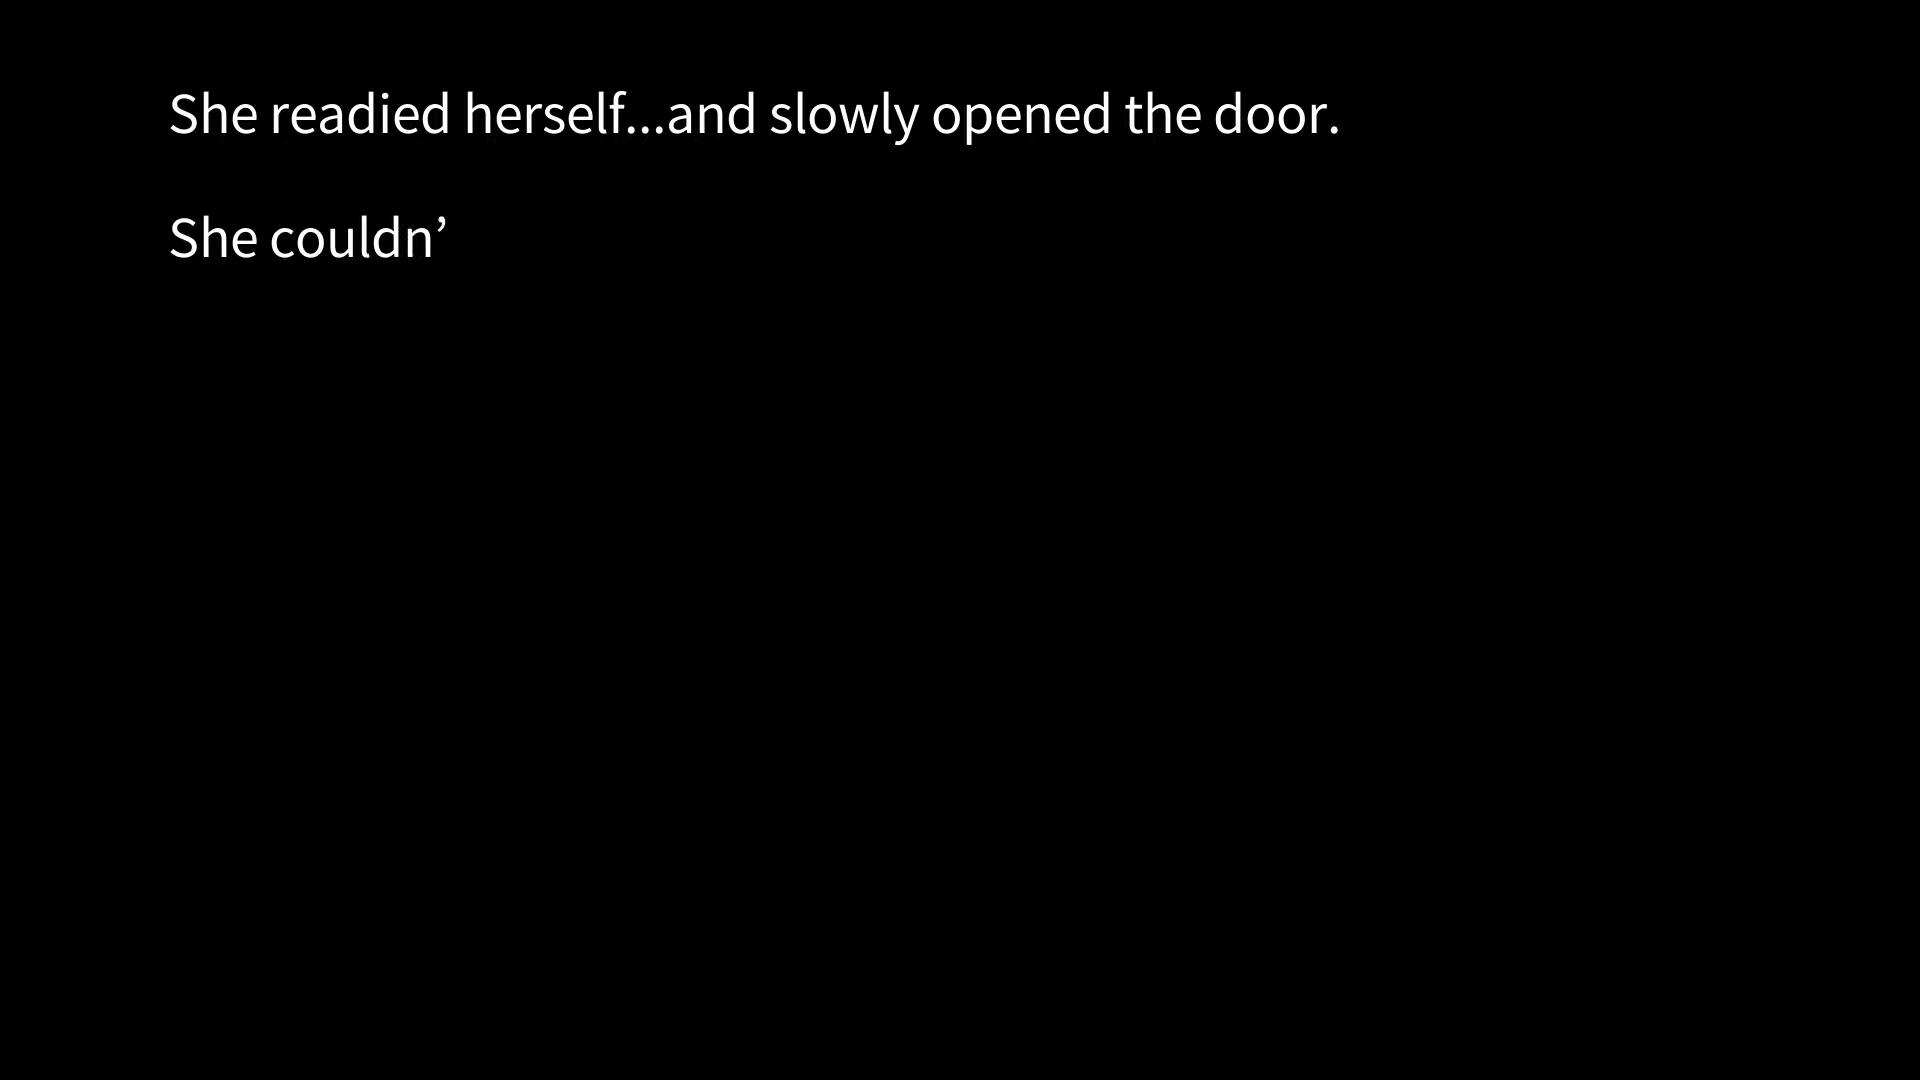 She readied herself...and slowly opened the door.
She couldn’